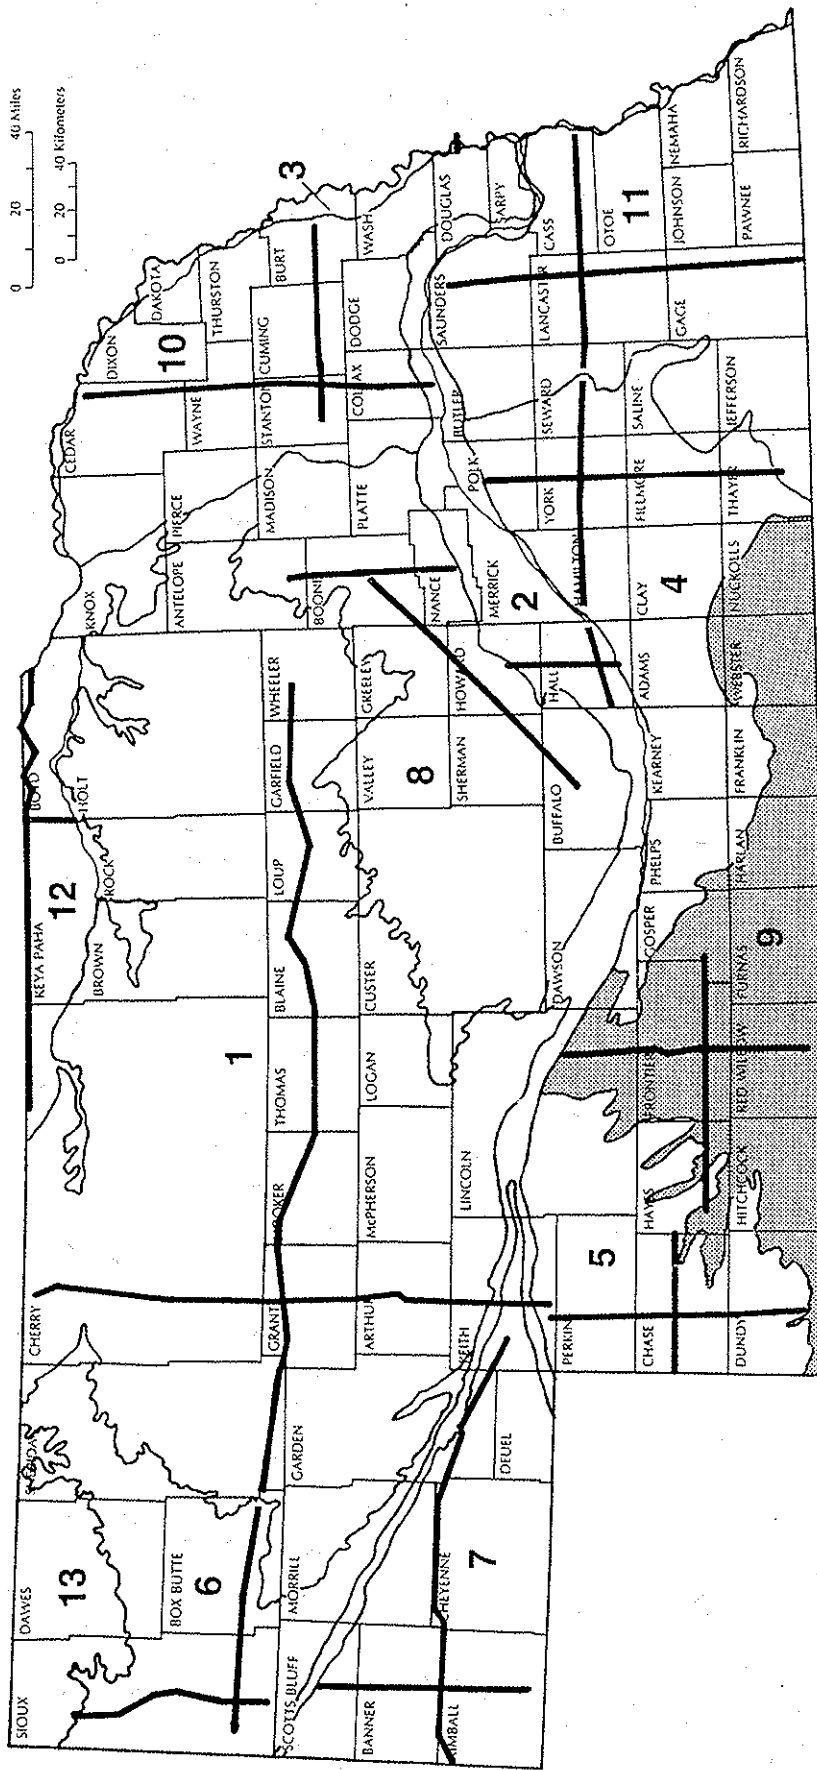 0 20 40 Miles
0 20 40 Kilometers
SIOUX
DAWES
13
BOX BUTTE
6
SCOTTS BLUFF
BANNER
MORRILL
7
GARDEN
DEUEL
CHERRY
GRANT
ARTHUR
PERKIN
CHASE
DUNDY
5
1
THOMAS
McPHERSON
LOGAN
LINCOLN
HAYES
HITCHCOCK
FRONTIER
RED WILLOW
KEYA PAHA
12
BROWN
ROCK
BLAINE
LOUP
CUSTER
DAWSON
GOSPER
FURNAS
9
BOYD
HOLT
GARFIELD
WHEELER
VALLEY
GREELEY
8
SHERMAN
HOWARD
BUFFALO
HALL
PHELPS
KEARNEY
HARLAN
FRANKLIN
ADAMS
WEBSTER
KNOX
ANTELOPE
PIERCE
BOONE
MADISON
NANCE
PLATTE
MERRICK
2
POLK
HAMILTON
YORK
CLAY
4
FILLMORE
NUCKOLLS
THAYER
CEDAR
DIXON
DAKOTA
10
WAYNE
THURSTON
STANTON
CUMING
BURT
3
COLFAX
DODGE
WASH.
BUTLER
SAUNDERS
DOUGLAS
SARPY
SEWARD
LANCASTER
CASS
SALINE
OTOE
11
JEFFERSON
GAGE
JOHNSON
NEMAHA
PAWNEE
RICHARDSON